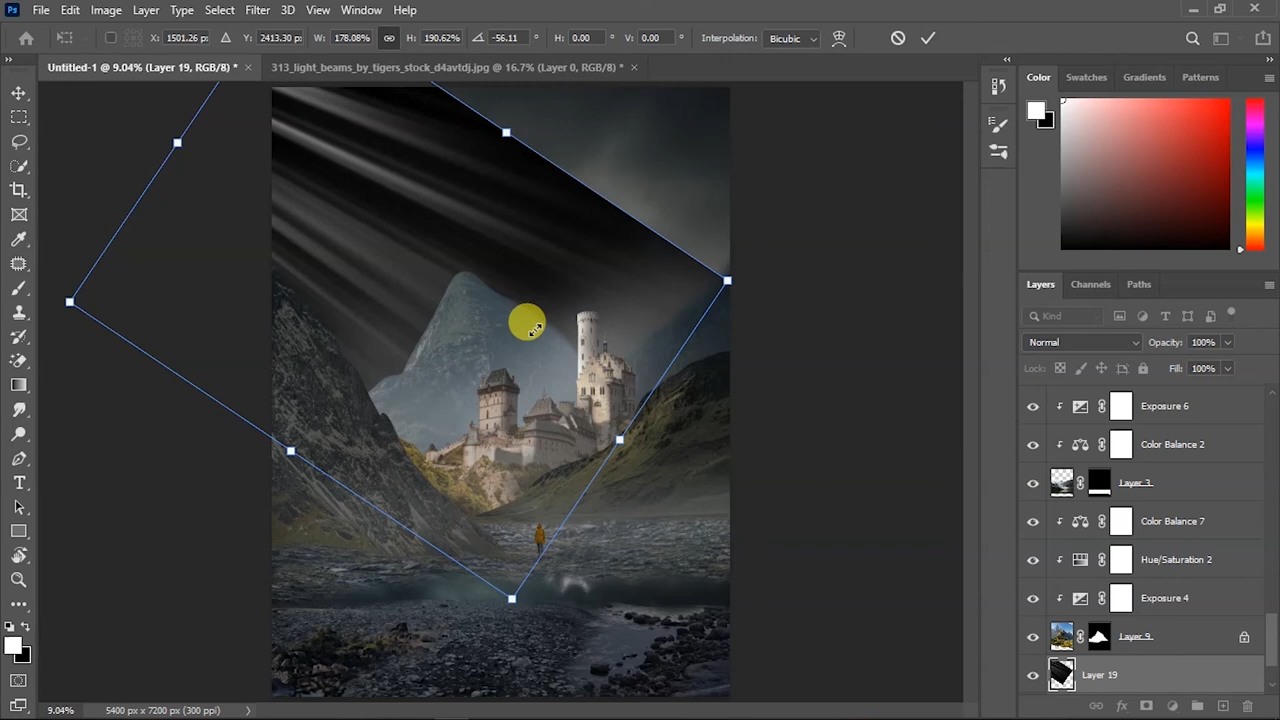 Ps File Edit Image Layer Type Select Filter 3D View Window Help
X: 1501.26 px Y: 2413.30 px W: 178.08% H: 190.62% -56.11 ° H: 0.00 ° V: 0.00 ° Interpolation: Bicubic
Untitled-1 @ 9.04% (Layer 19, RGB/8) * × 313_light_beams_by_tigers_stock_d4avtdj.jpg @ 16.7% (Layer 0, RGB/8) * ×
Color Swatches Gradients Patterns
Layers Channels Paths
Kind
Normal Opacity: 100%
Lock: Fill: 100%
Exposure 6
Color Balance 2
Layer 3
Color Balance 7
Hue/Saturation 2
Exposure 4
Layer 9
Layer 19
9.04% 5400 px x 7200 px (300 ppi)